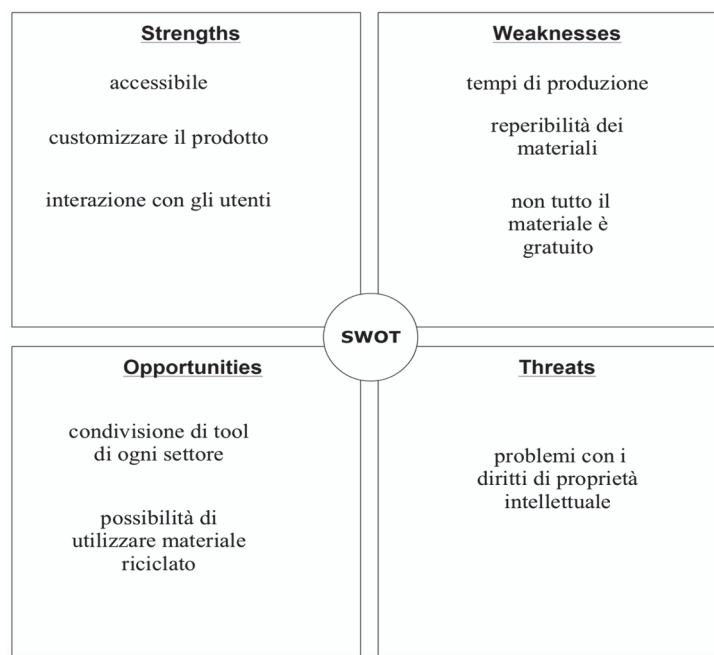 Strengths
accessibile
customizzare il prodotto
interazione con gli utenti
Weaknesses
tempi di produzione
reperibilità dei
materiali
non tutto il
materiale è
gratuito
SWOT
Opportunities
condivisione di tool
di ogni settore
possibilità di
utilizzare materiale
riciclato
Threats
problemi con i
diritti di proprietà
intellettuale